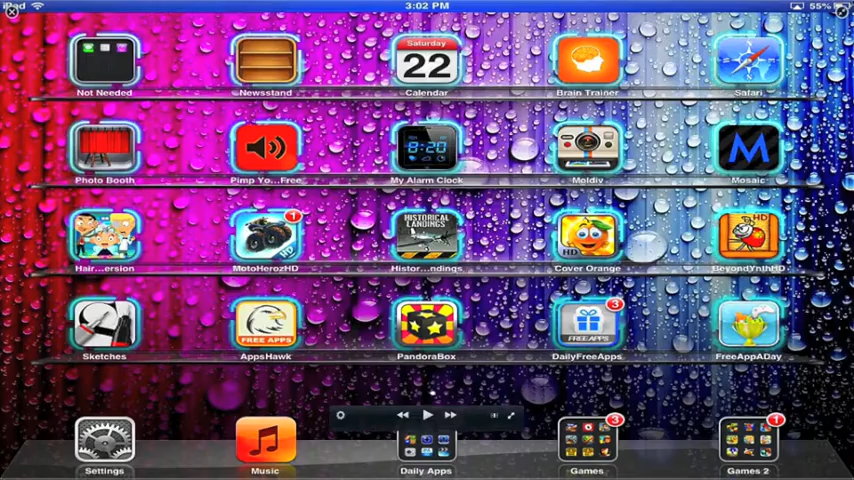 iPad 3:02 PM 55%
Saturday
22
Not Needed Newsstand Calendar Brain Trainer Safari
8:20
M
Photo Booth Pimp Yo...Free My Alarm Clock Moldiv Mosaic
1
HISTORICAL
LANDINGS
HD
HD
HD
Hair...ersion MotoHerozHD Histor...ndings Cover Orange BeyondYnthHD
3
FREE APPS
FREE APPS
Sketches AppsHawk PandoraBox DailyFreeApps FreeAppADay
3
1
Settings Music Daily Apps Games Games 2